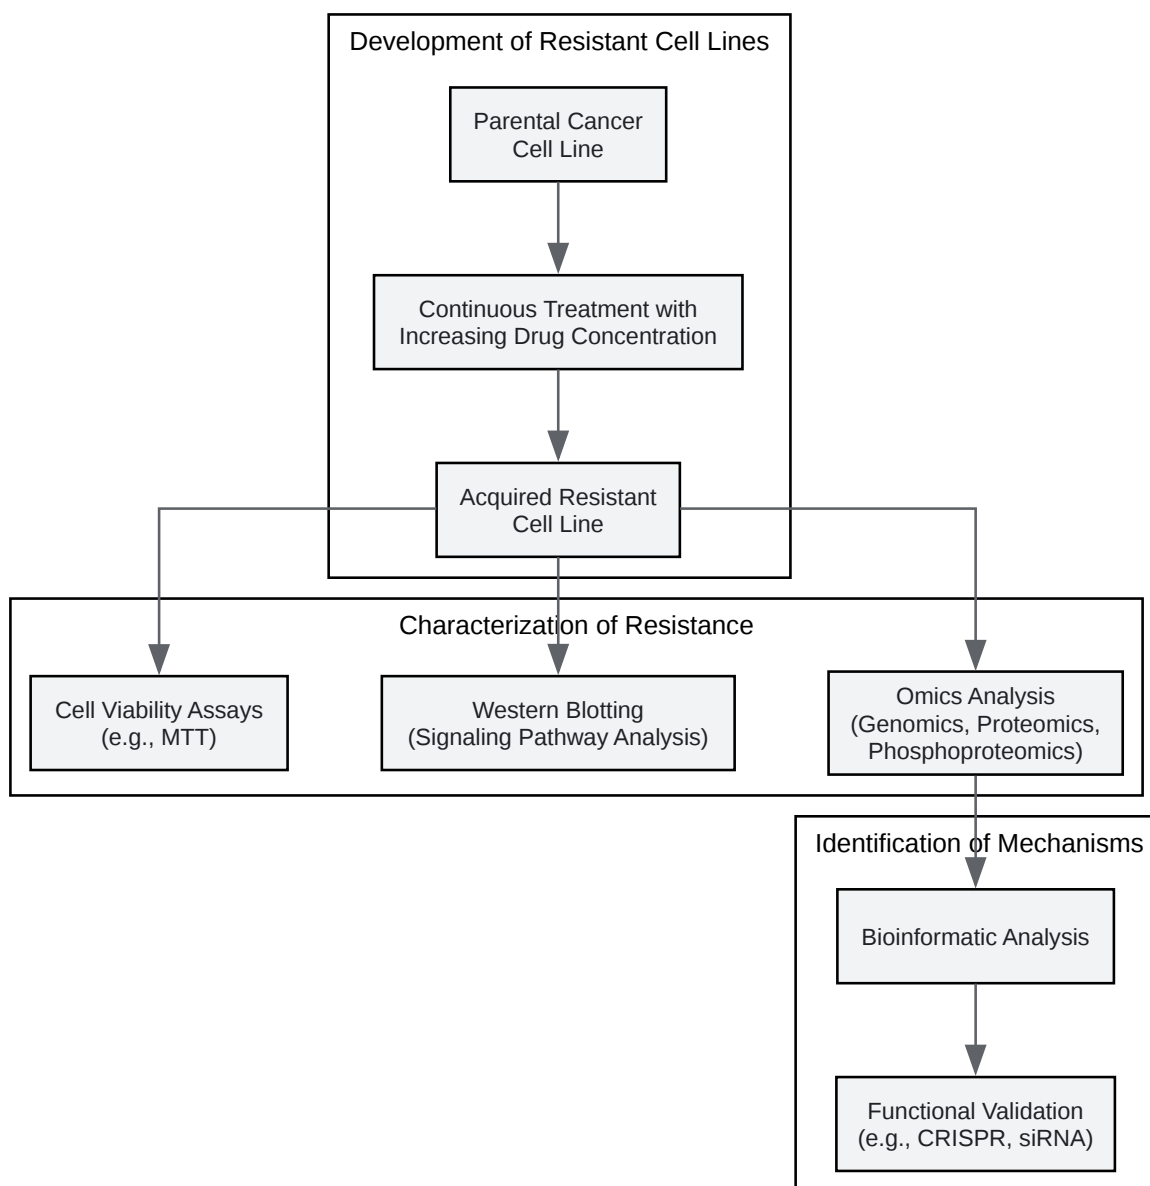 Development of Resistant Cell Lines
Parental Cancer
Cell Line
Continuous Treatment with
Increasing Drug Concentration
Acquired Resistant
Cell Line
Characterization of Resistance
Cell Viability Assays
(e.g., MTT)
Western Blotting
(Signaling Pathway Analysis)
Omics Analysis
(Genomics, Proteomics,
Phosphoproteomics)
Identification of Mechanisms
Bioinformatic Analysis
Functional Validation
(e.g., CRISPR, siRNA)